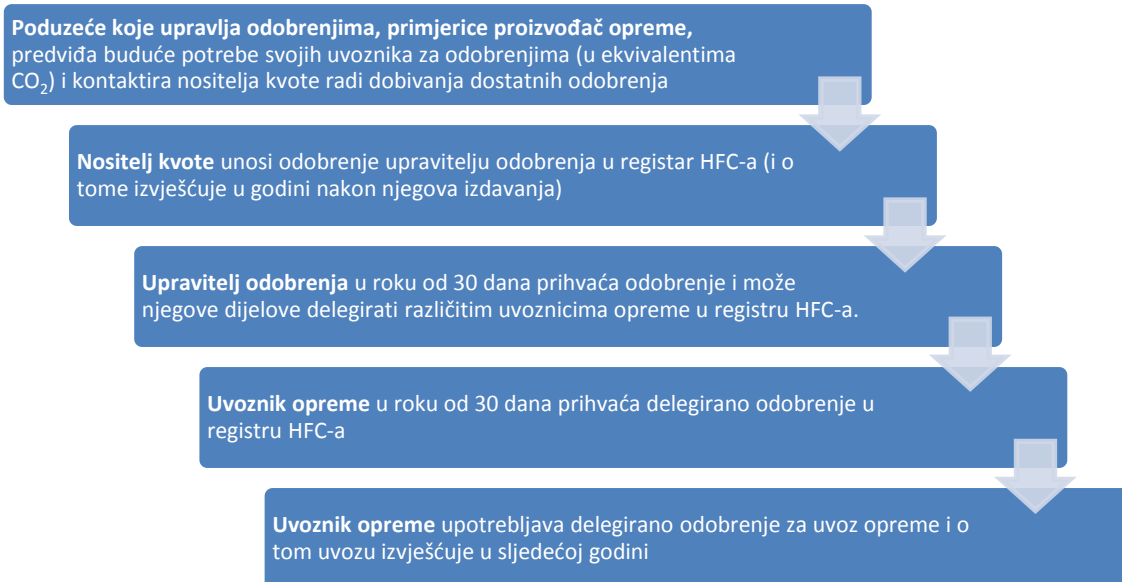 Poduzeće koje upravlja odobrenjima, primjerice proizvođač opreme,
predviđa buduće potrebe svojih uvoznika za odobrenjima (u ekvivalentima
CO₂) i kontaktira nositelja kvote radi dobivanja dostatnih odobrenja
Nositelj kvote unosi odobrenje upravitelju odobrenja u registar HFC-a (i o
tome izvješćuje u godini nakon njegova izdavanja)
Upravitelj odobrenja u roku od 30 dana prihvaća odobrenje i može
njegove dijelove delegirati različitim uvoznicima opreme u registru HFC-a.
Uvoznik opreme u roku od 30 dana prihvaća delegirano odobrenje u
registru HFC-a
Uvoznik opreme upotrebljava delegirano odobrenje za uvoz opreme i o
tom uvozu izvješćuje u sljedećoj godini